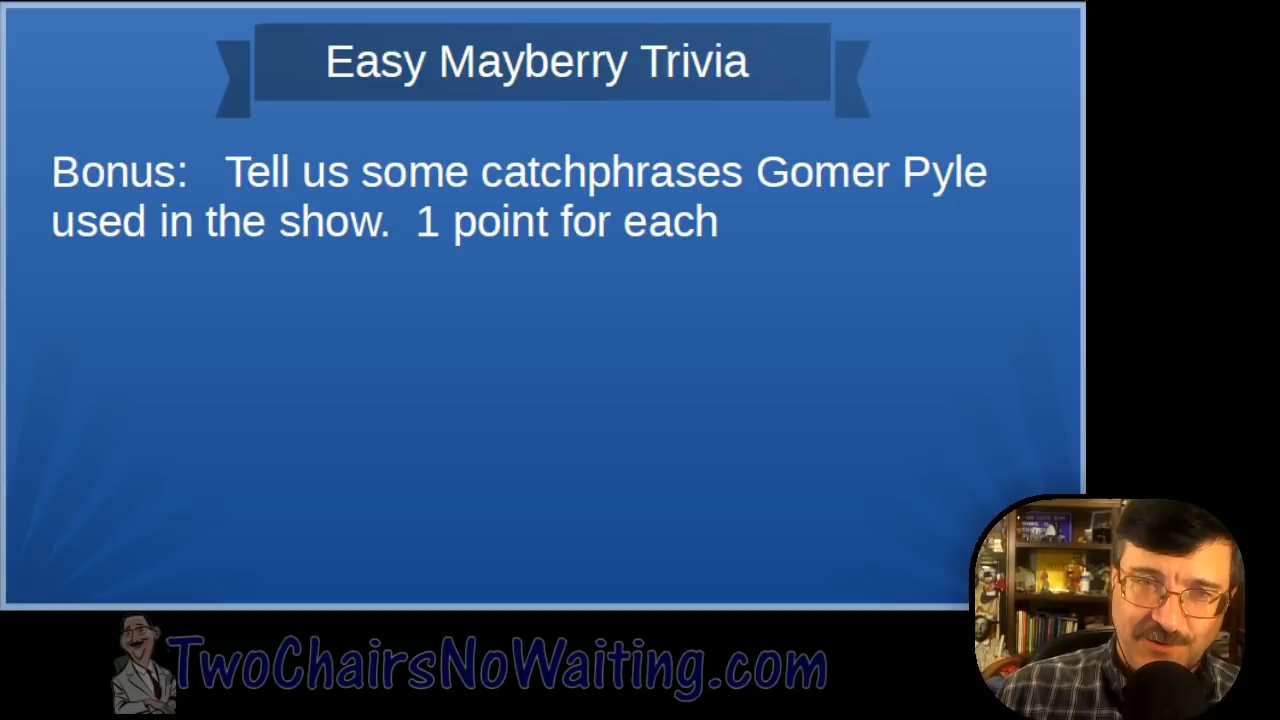 Easy Mayberry Trivia
Bonus: Tell us some catchphrases Gomer Pyle
used in the show. 1 point for each
TwoChairsNoWaiting.com